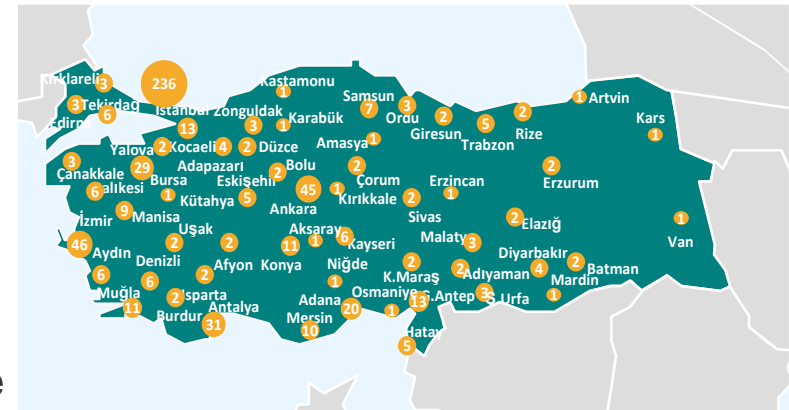 Kırklareli
3
236
Kastamonu
1
Samsun
7
3
Ordu
2
Giresun
5
Trabzon
2
Rize
1
Artvin
Kars
1
3
Edirne
Tekirdağ
6
İstanbul
13
Zonguldak
3
1
Karabük
Amasya
1
Yalova
2
Kocaeli
4
Adapazarı
2
Düzce
3
Çanakkale
29
Bursa
2
Bolu
2
Çorum
2
Erzurum
6
alıkesi
1
Kütahya
Eskişehir
5
45
Ankara
1
Kırıkkale
2
Sivas
Erzincan
1
9
Manisa
İzmir
46
Uşak
2
2
Afyon
11
Konya
Aksaray
1
6
Kayseri
Malaty
3
2
Elazığ
1
Van
Aydın
6
Denizli
6
2
Niğde
1
K.Maraş
2
2
Adıyaman
Diyarbakır
4
2
Batman
Mardin
1
Muğla
11
Isparta
2
Burdur
Antalya
31
Mersin
10
Adana
20
Osmaniye
1
G.Antep
13
3
Ş.Urfa
Hatay
5
e